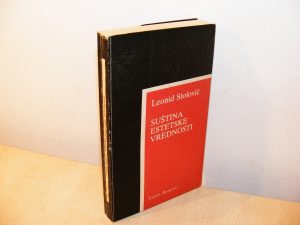 Leonid Stolovič
SUŠTINA
ESTETSKE
VREDNOSTI